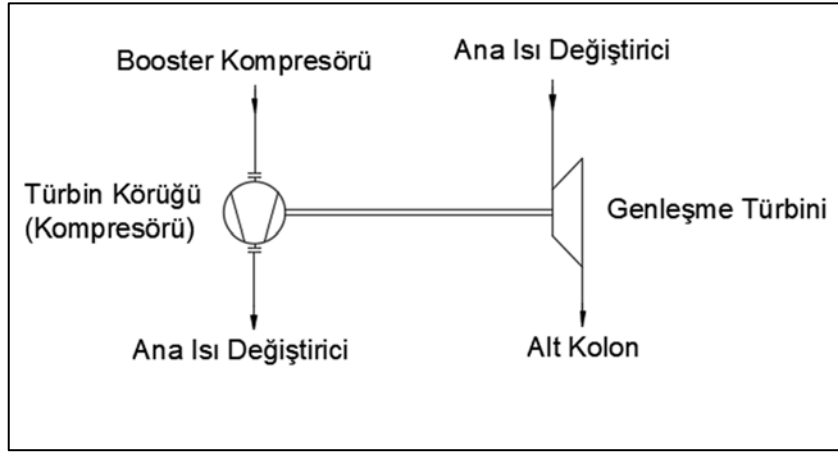 Booster Kompresörü
Ana Isı Değiştirici
Türbin Körüğü
(Kompresörü)
Genleşme Türbini
Ana Isı Değiştirici
Alt Kolon